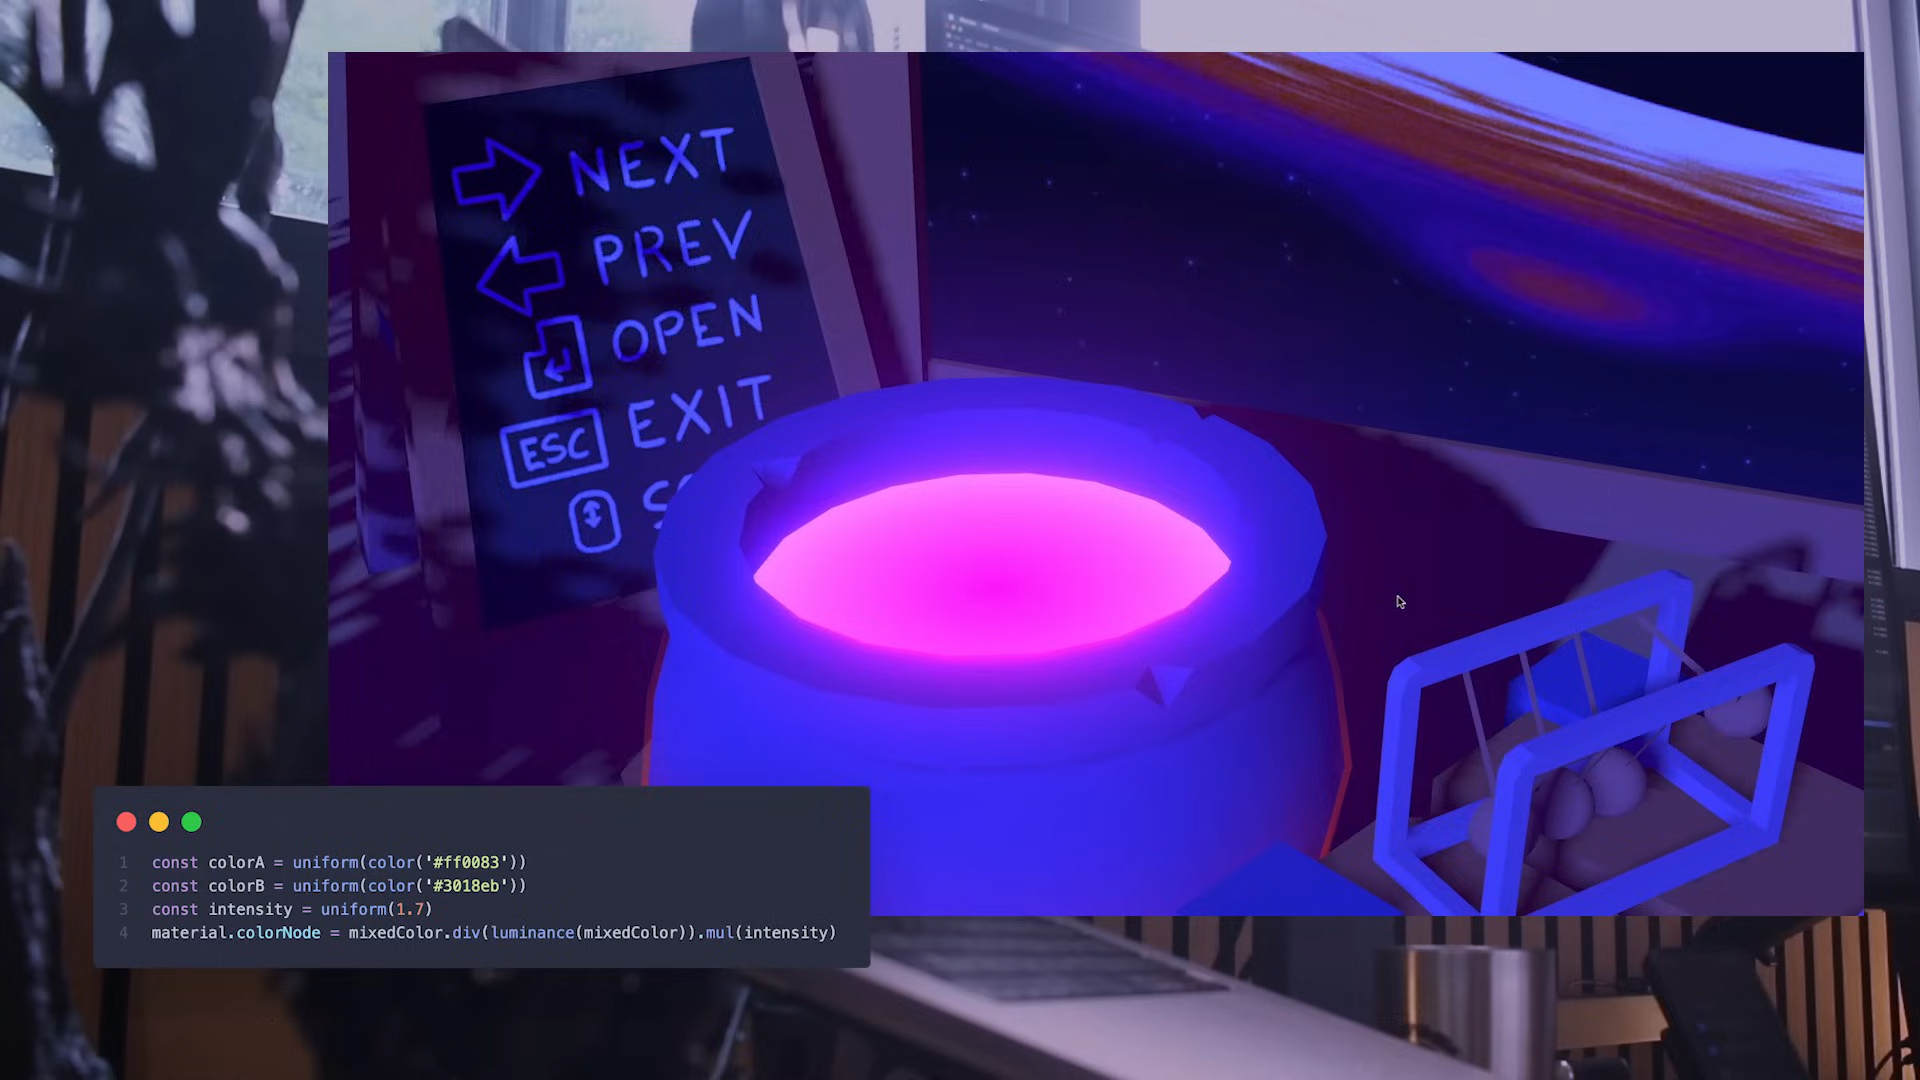 NEXT
PREV
OPEN
ESC EXIT
1 const colorA = uniform(color('#ff0083'))
2 const colorB = uniform(color('#3018eb'))
3 const intensity = uniform(1.7)
4 material.colorNode = mixedColor.div(luminance(mixedColor)).mul(intensity)